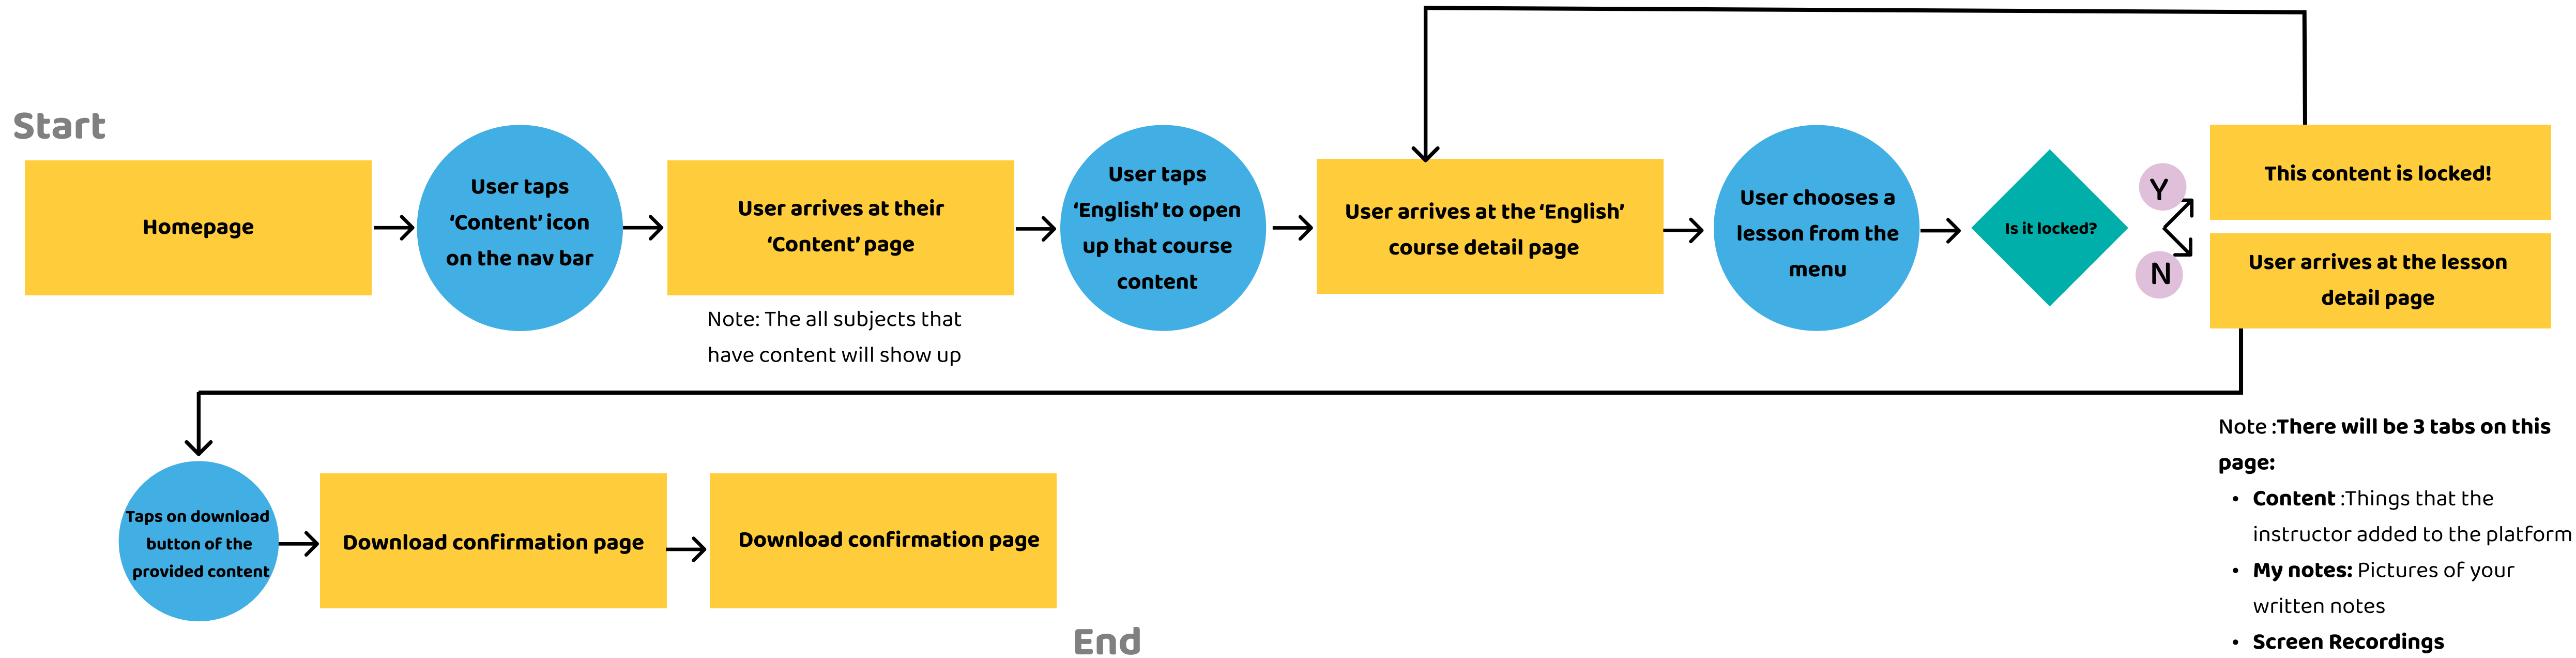 Start
Homepage
User taps
‘Content’ icon
on the nav bar
User arrives at their
‘Content’ page
Note: The all subjects that
have content will show up
User taps
‘English’ to open
up that course
content
User arrives at the ‘English’
course detail page
User chooses a
lesson from the
menu
Is it locked?
Y
N
This content is locked!
User arrives at the lesson
detail page
Note :There will be 3 tabs on this
page:
• Content :Things that the
instructor added to the platform
• My notes: Pictures of your
written notes
• Screen Recordings
Taps on download
button of the
provided content
Download confirmation page
Download confirmation page
End